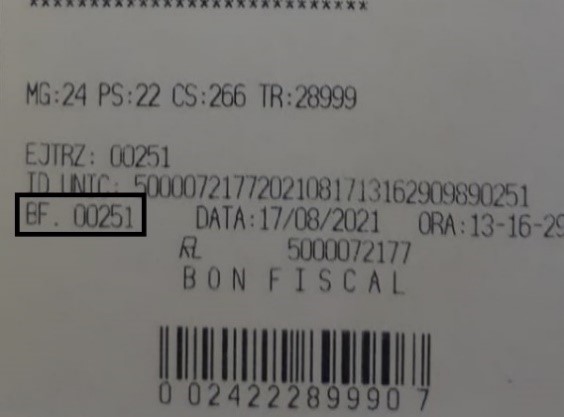 ****************************
MG:24 PS:22 CS:266 TR:28999
EJTRZ: 00251
ID UNIC: 50000721772021081713162909890251
BF. 00251 DATA:17/08/2021 ORA:13-16-29
RL 5000072177
BON FISCAL
0 02422289990 7